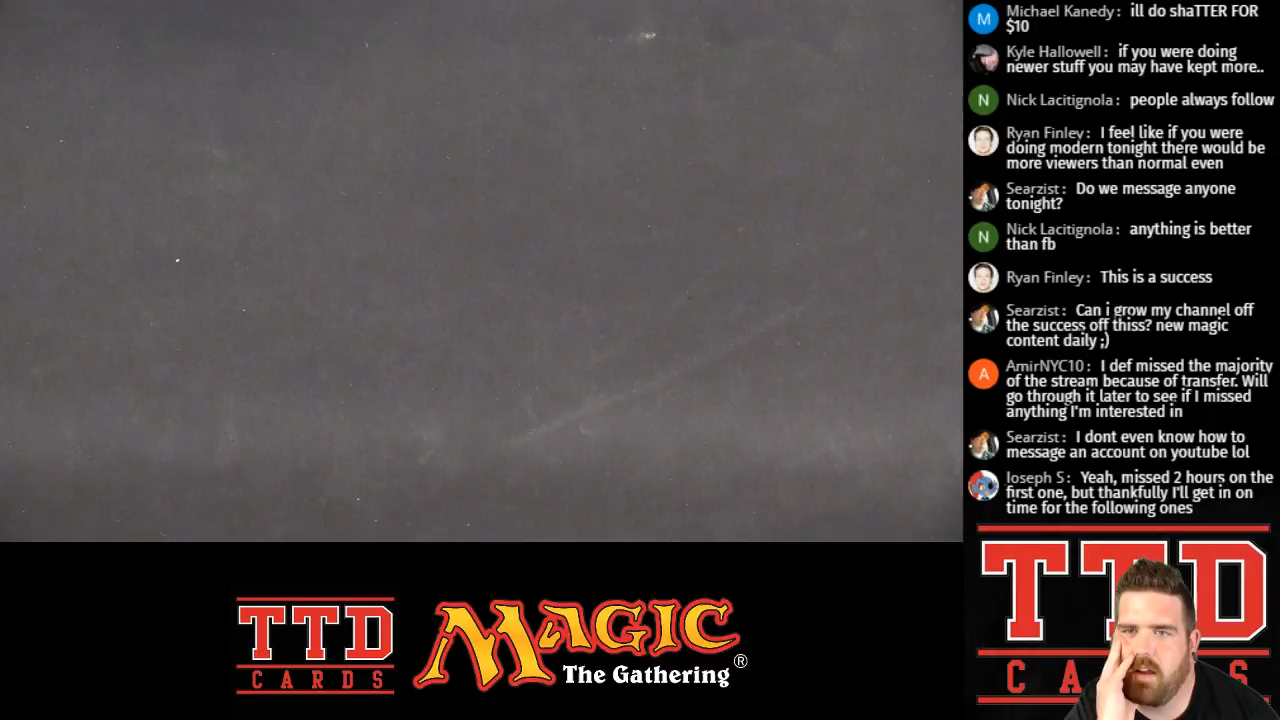 Michael Kanedy: ill do shaTTER FOR
$10
Kyle Hallowell: if you were doing
newer stuff you may have kept more..
Nick Lacitignola: people always follow
Ryan Finley: I feel like if you were
doing modern tonight there would be
more viewers than normal even
Searzist: Do we message anyone
tonight?
Nick Lacitignola: anything is better
than fb
Ryan Finley: This is a success
Searzist: Can i grow my channel off
the success off thiss? new magic
content daily ;)
AmirNYC10: I def missed the majority
of the stream because of transfer. Will
go through it later to see if I missed
anything I'm interested in
Searzist: I dont even know how to
message an account on youtube lol
Ioseph S: Yeah, missed 2 hours on the
first one, but thankfully I'll get in on
time for the following ones
M
N
N
A
TTD
CARDS
MAGIC
The Gathering®
TTD
CA S